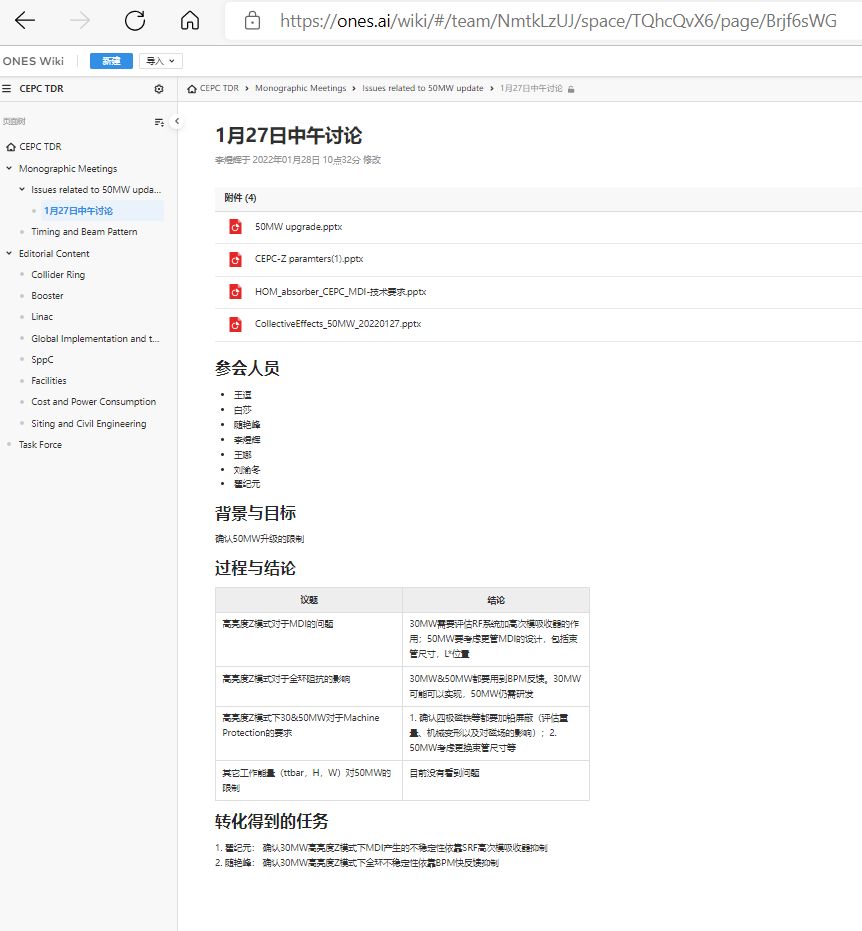 https://ones.ai/wiki/#/team/NmtkLzUJ/space/TQhcQvX6/page/Brjf6sWG
ONES Wiki
新建
导入
CEPC TDR
CEPC TDR > Monographic Meetings > Issues related to 50MW update > 1月27日中午讨论
页面树
CEPC TDR
Monographic Meetings
Issues related to 50MW upda...
1月27日中午讨论
Timing and Beam Pattern
Editorial Content
Collider Ring
Booster
Linac
Global Implementation and t...
SppC
Facilities
Cost and Power Consumption
Siting and Civil Engineering
Task Force
1月27日中午讨论
李煜辉于 2022年01月28日 10点32分 修改
附件 (4)
50MW upgrade.pptx
CEPC-Z paramters(1).pptx
HOM_absorber_CEPC_MDI-技术要求.pptx
CollectiveEffects_50MW_20220127.pptx
参会人员
王逗
白莎
随艳峰
李煜辉
王娜
刘渝冬
翟纪元
背景与目标
确认50MW升级的限制
过程与结论
议题
结论
高亮度Z模式对于MDI的问题
30MW需要评估RF系统加高次模吸收器的作
用；50MW要考虑更管MDI的设计，包括束
管尺寸，L*位置
高亮度Z模式对于全环阻抗的影响
30MW&50MW都要用到BPM反馈。30MW
可能可以实现，50MW仍需研发
高亮度Z模式下30&50MW对于Machine
Protection的要求
1. 确认四极磁铁等都要加铅屏蔽（评估重
量、机械变形以及对磁场的影响）；2.
50MW考虑更换束管尺寸等
其它工作能量（ttbar，H，W）对50MW的
限制
目前没有看到问题
转化得到的任务
1. 翟纪元： 确认30MW高亮度Z模式下MDI产生的不稳定性依靠SRF高次模吸收器抑制
2. 随艳峰： 确认30MW高亮度Z模式下全环不稳定性依靠BPM快反馈抑制